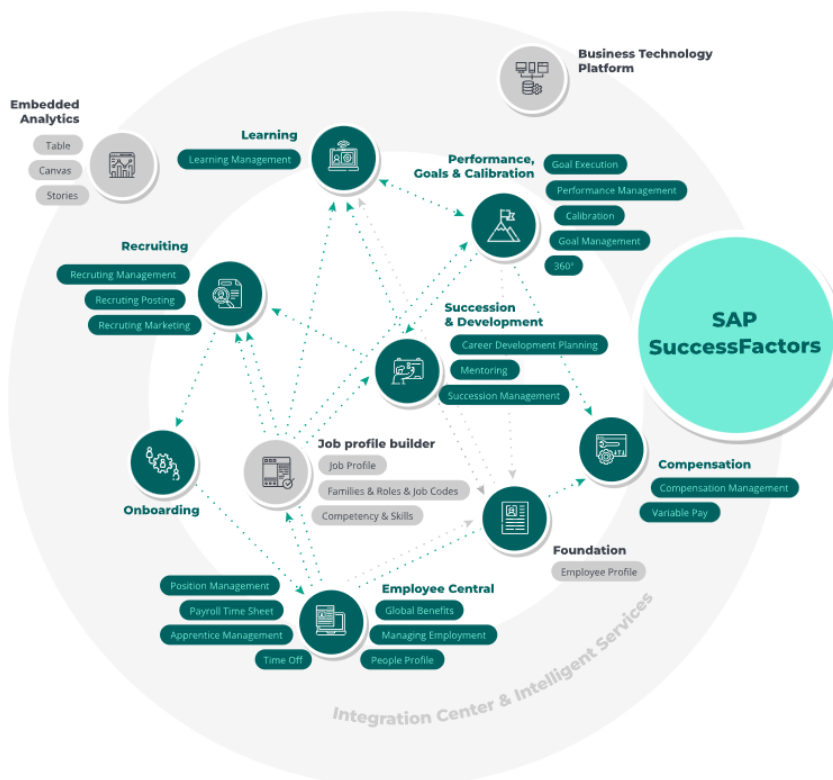 Business Technology
Platform
Embedded
Analytics
Table
Canvas
Stories
Learning
Learning Management
Performance,
Goals & Calibration
Goal Execution
Performance Management
Calibration
Goal Management
360°
Recruiting
Recruting Management
Recruting Posting
Recruting Marketing
Succession
& Development
Career Development Planning
Mentoring
Succession Management
SAP
SuccessFactors
Job profile builder
Job Profile
Families & Roles & Job Codes
Competency & Skills
Onboarding
Compensation
Compensation Management
Variable Pay
Foundation
Employee Profile
Employee Central
Position Management
Payroll Time Sheet
Apprentice Management
Time Off
Global Benefits
Managing Employment
People Profile
Integration Center & Intelligent Services